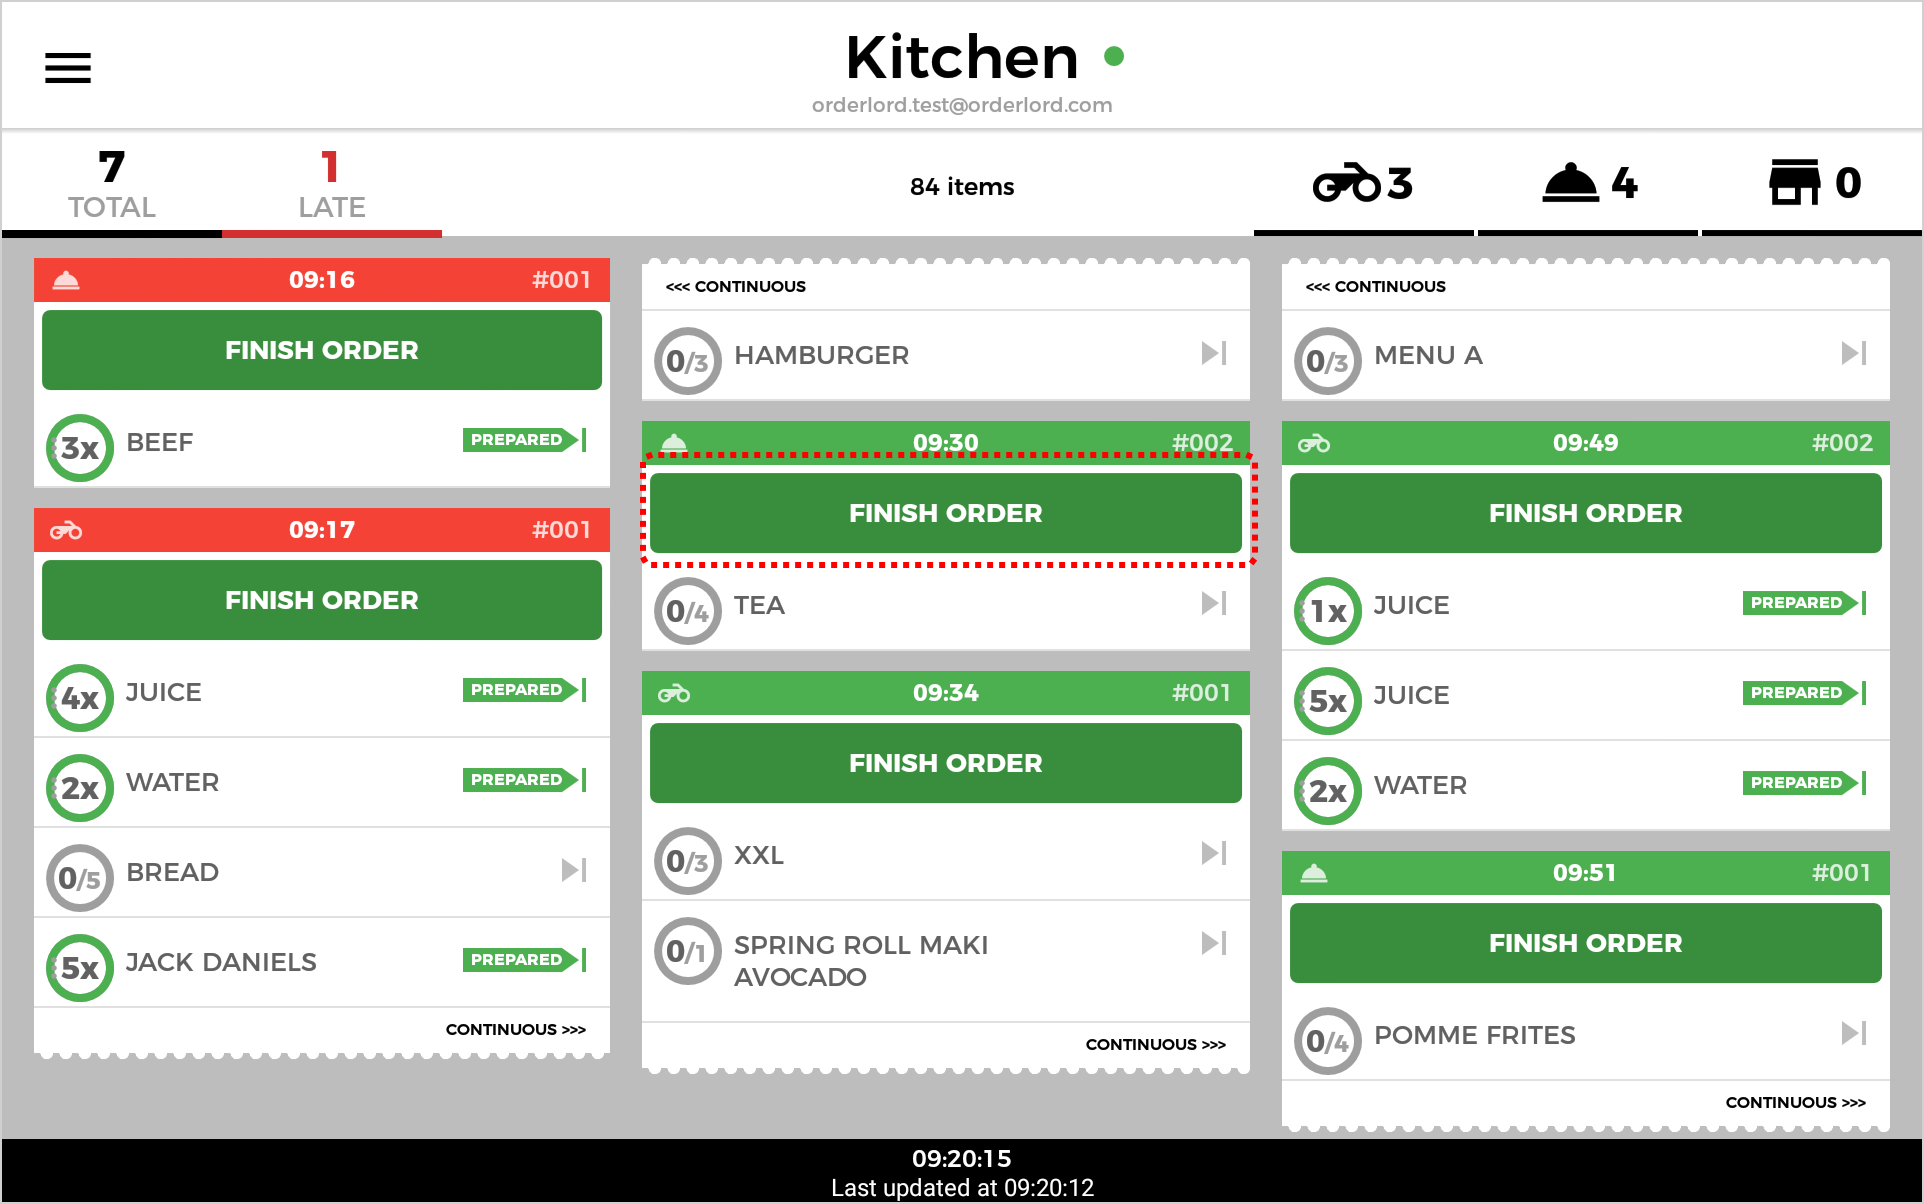 Kitchen
orderlord.test@orderlord.com
7
TOTAL
1
LATE
84 items
3
4
0
09:16 #001
FINISH ORDER
3x BEEF PREPARED
09:17 #001
FINISH ORDER
4x JUICE PREPARED
2x WATER PREPARED
0/5 BREAD
5x JACK DANIELS PREPARED
CONTINUOUS >>>
<<< CONTINUOUS
0/3 HAMBURGER
09:30 #002
FINISH ORDER
0/4 TEA
09:34 #001
FINISH ORDER
0/3 XXL
0/1 SPRING ROLL MAKI
AVOCADO
CONTINUOUS >>>
<<< CONTINUOUS
0/3 MENU A
09:49 #002
FINISH ORDER
1x JUICE PREPARED
5x JUICE PREPARED
2x WATER PREPARED
09:51 #001
FINISH ORDER
0/4 POMME FRITES
CONTINUOUS >>>
09:20:15
Last updated at 09:20:12